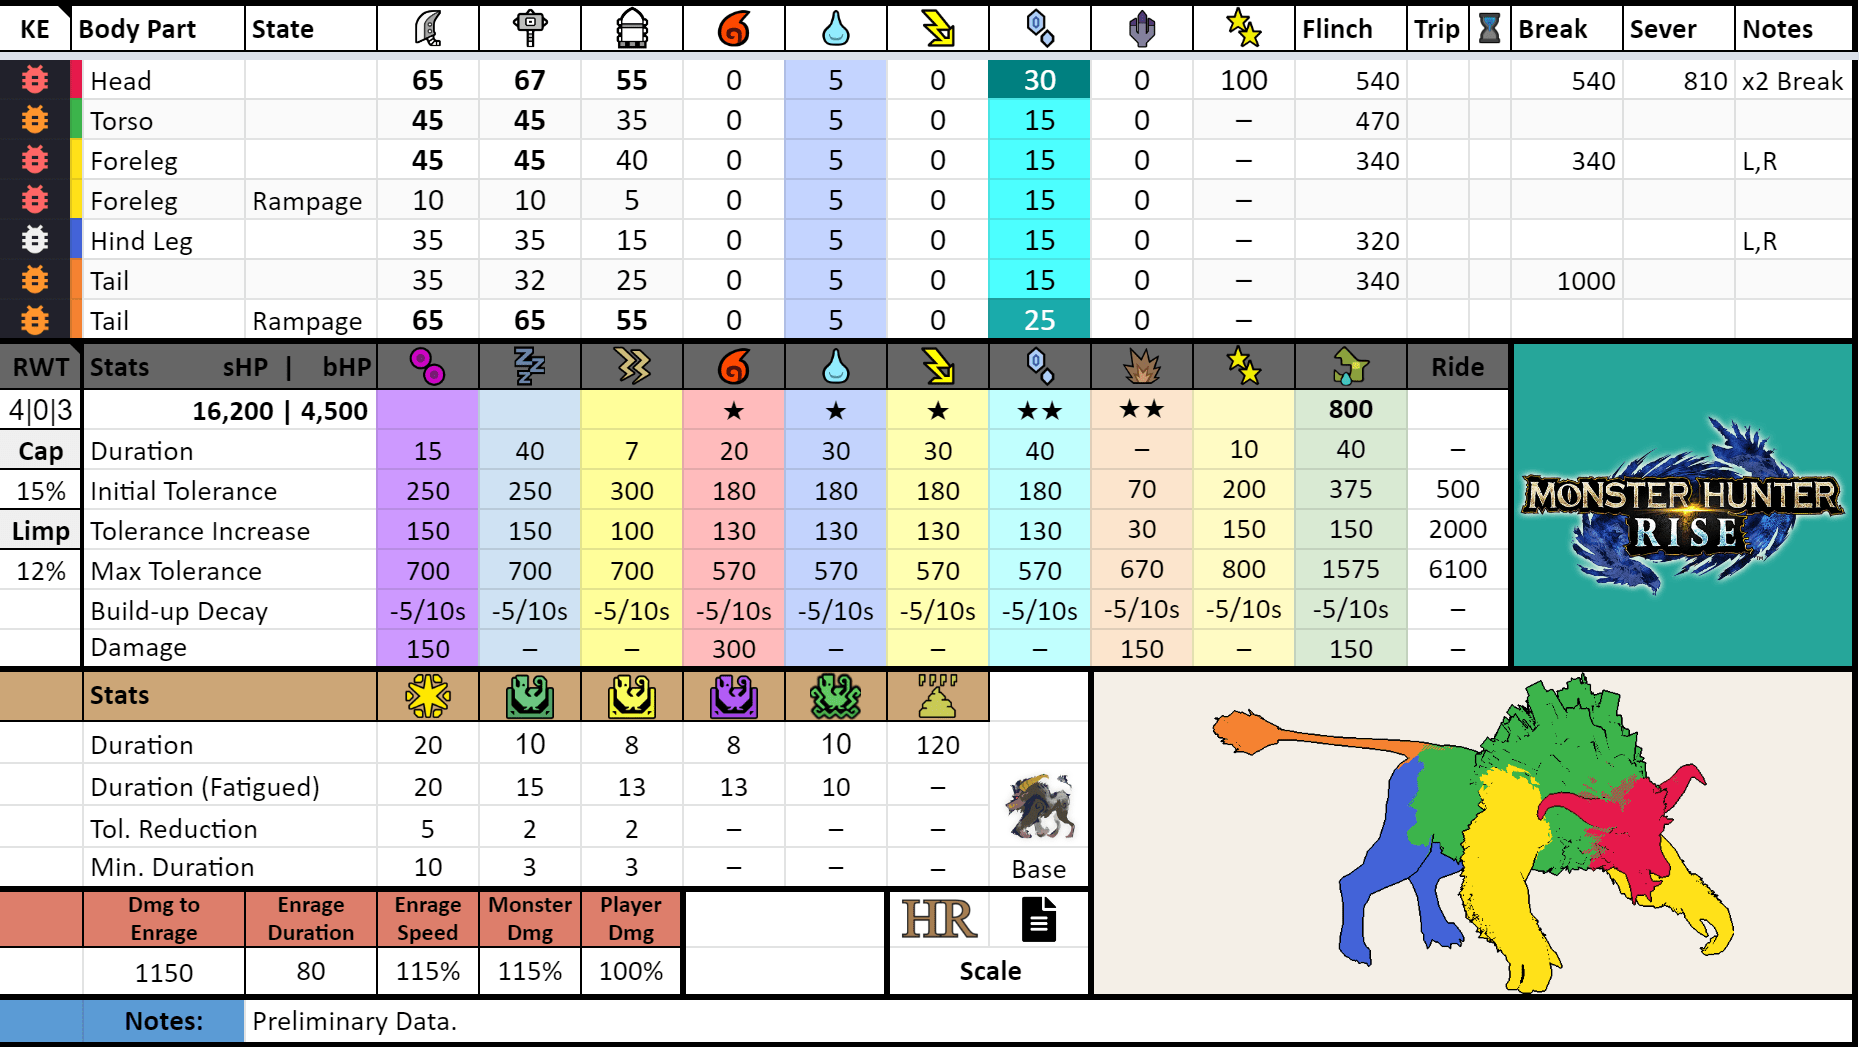 KE Body Part State Flinch Trip Break Sever Notes
Head 65 67 55 0 5 0 30 0 100 540 540 810 x2 Break
Torso 45 45 35 0 5 0 15 0 – 470
Foreleg 45 45 40 0 5 0 15 0 – 340 340 L,R
Foreleg Rampage 10 10 5 0 5 0 15 0 –
Hind Leg 35 35 15 0 5 0 15 0 – 320 L,R
Tail 35 32 25 0 5 0 15 0 – 340 1000
Tail Rampage 65 65 55 0 5 0 25 0 –
RWT Stats sHP | bHP Ride
4|0|3 16,200 | 4,500 ★ ★ ★ ★★ ★★ 800
Cap Duration 15 40 7 20 30 30 40 – 10 40 –
15% Initial Tolerance 250 250 300 180 180 180 180 70 200 375 500
Limp Tolerance Increase 150 150 100 130 130 130 130 30 150 150 2000
12% Max Tolerance 700 700 700 570 570 570 570 670 800 1575 6100
Build-up Decay -5/10s -5/10s -5/10s -5/10s -5/10s -5/10s -5/10s -5/10s -5/10s -5/10s –
Damage 150 – – 300 – – – 150 – 150 –
MONSTER HUNTER
RISE
Stats
Duration 20 10 8 8 10 120
Duration (Fatigued) 20 15 13 13 10 –
Tol. Reduction 5 2 2 – – –
Min. Duration 10 3 3 – – – Base
Dmg to Enrage Enrage Monster Player
Enrage Duration Speed Dmg Dmg HR
1150 80 115% 115% 100% Scale
Notes: Preliminary Data.